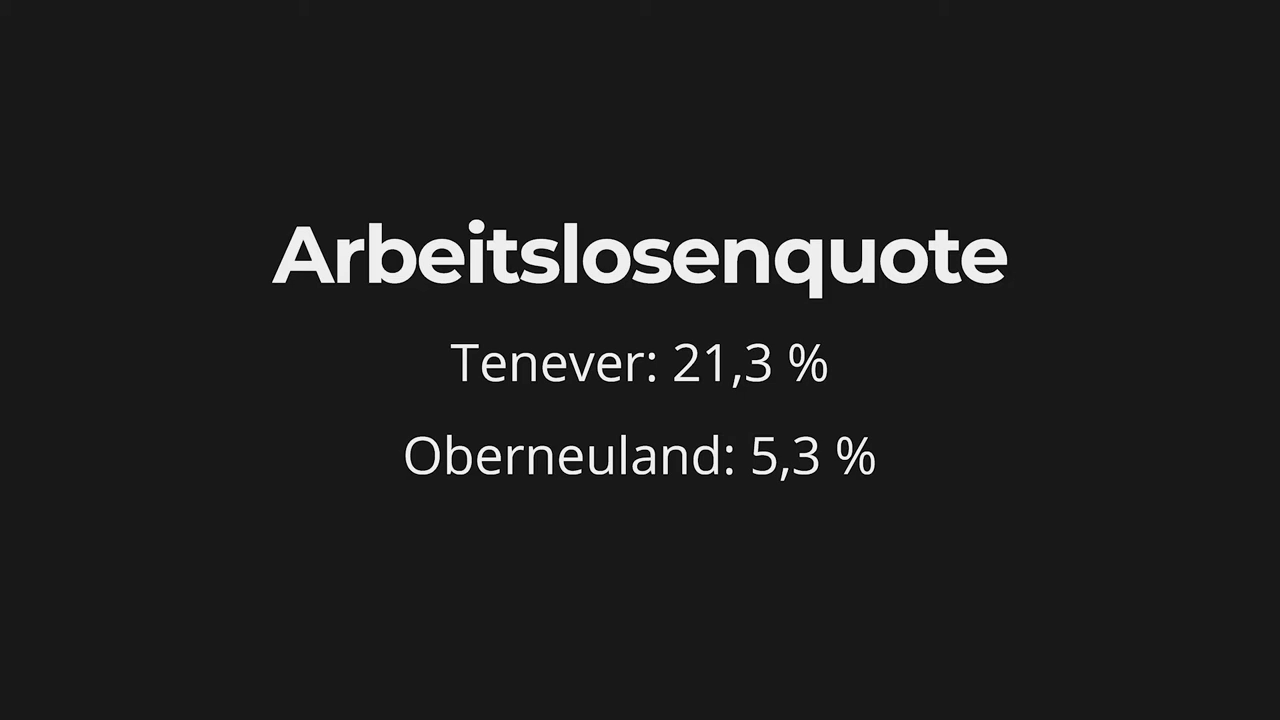 Arbeitslosenquote
Tenever: 21,3 %
Oberneuland: 5,3 %